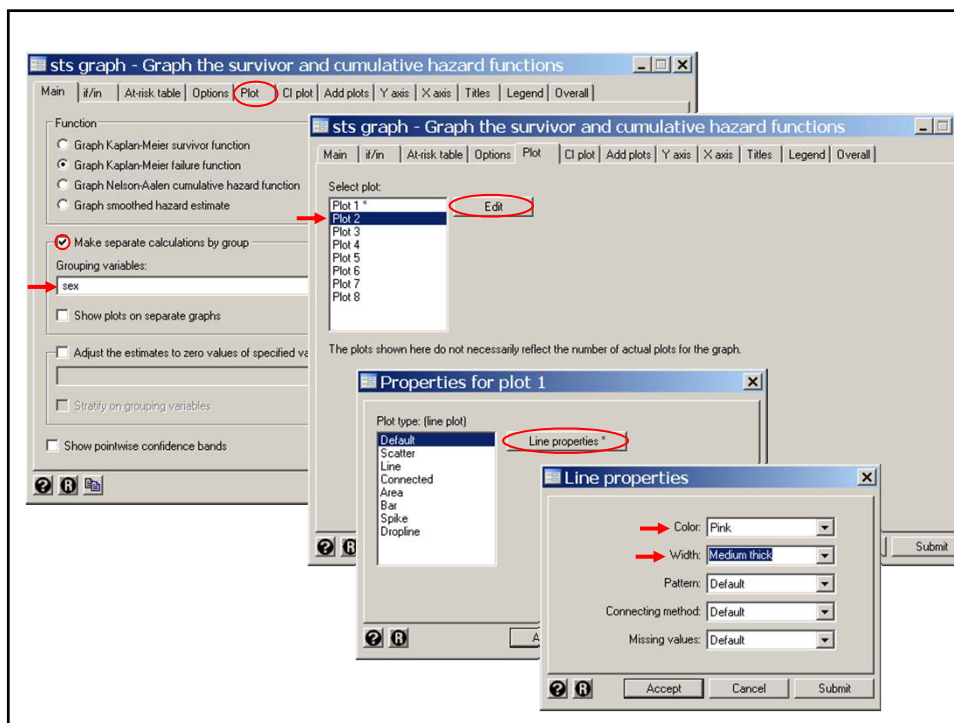 sts graph - Graph the survivor and cumulative hazard functions
Main if/in At-risk table Options Plot CI plot Add plots Y axis X axis Titles Legend Overall
Function
Graph Kaplan-Meier survivor function
Graph Kaplan-Meier failure function
Graph Nelson-Aalen cumulative hazard function
Graph smoothed hazard estimate
Make separate calculations by group
Grouping variables:
sex
Show plots on separate graphs
Adjust the estimates to zero values of specified va
Stratify on grouping variables
Show pointwise confidence bands
sts graph - Graph the survivor and cumulative hazard functions
Main if/in At-risk table Options Plot CI plot Add plots Y axis X axis Titles Legend Overall
Select plot:
Plot 1 *
Plot 2
Plot 3
Plot 4
Plot 5
Plot 6
Plot 7
Plot 8
Edit
The plots shown here do not necessarily reflect the number of actual plots for the graph.
Submit
Properties for plot 1
Plot type: (line plot)
Default
Scatter
Line
Connected
Area
Bar
Spike
Dropline
Line properties *
A
Line properties
Color: Pink
Width: Medium thick
Pattern: Default
Connecting method: Default
Missing values: Default
Accept Cancel Submit